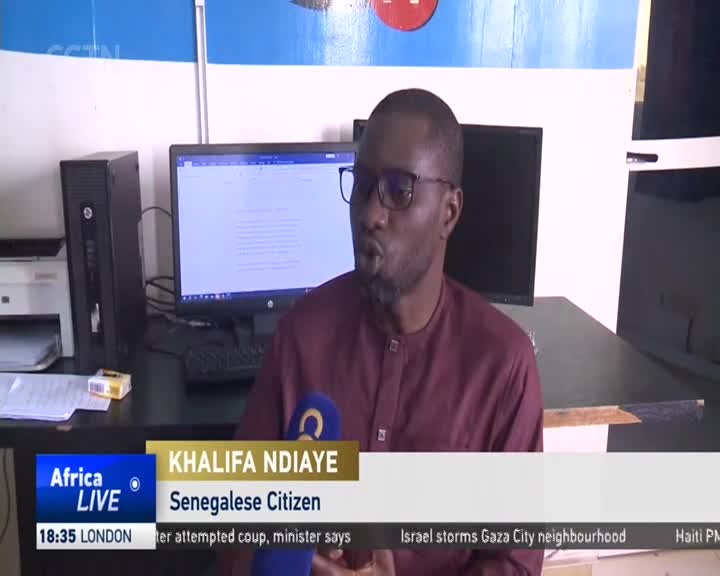 CGTN
KHALIFA NDIAYE
Africa
LIVE
Senegalese Citizen
18:35 LONDON
ter attempted coup, minister says Israel storms Gaza City neighbourhood Haiti PM
hp